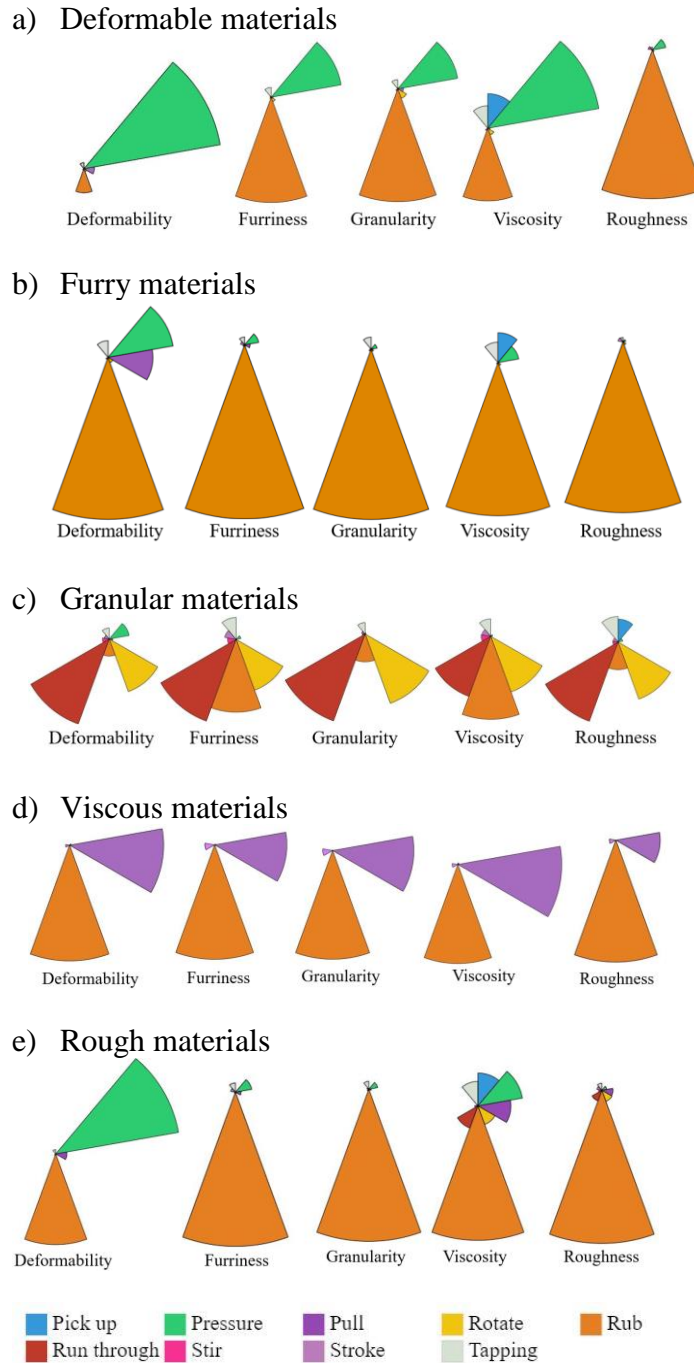 a) Deformable materials
Deformability Furriness Granularity Viscosity Roughness
b) Furry materials
Deformability Furriness Granularity Viscosity Roughness
c) Granular materials
Deformability Furriness Granularity Viscosity Roughness
d) Viscous materials
Deformability Furriness Granularity Viscosity Roughness
e) Rough materials
Deformability Furriness Granularity Viscosity Roughness
Pick up Pressure Pull Rotate Rub
Run through Stir Stroke Tapping